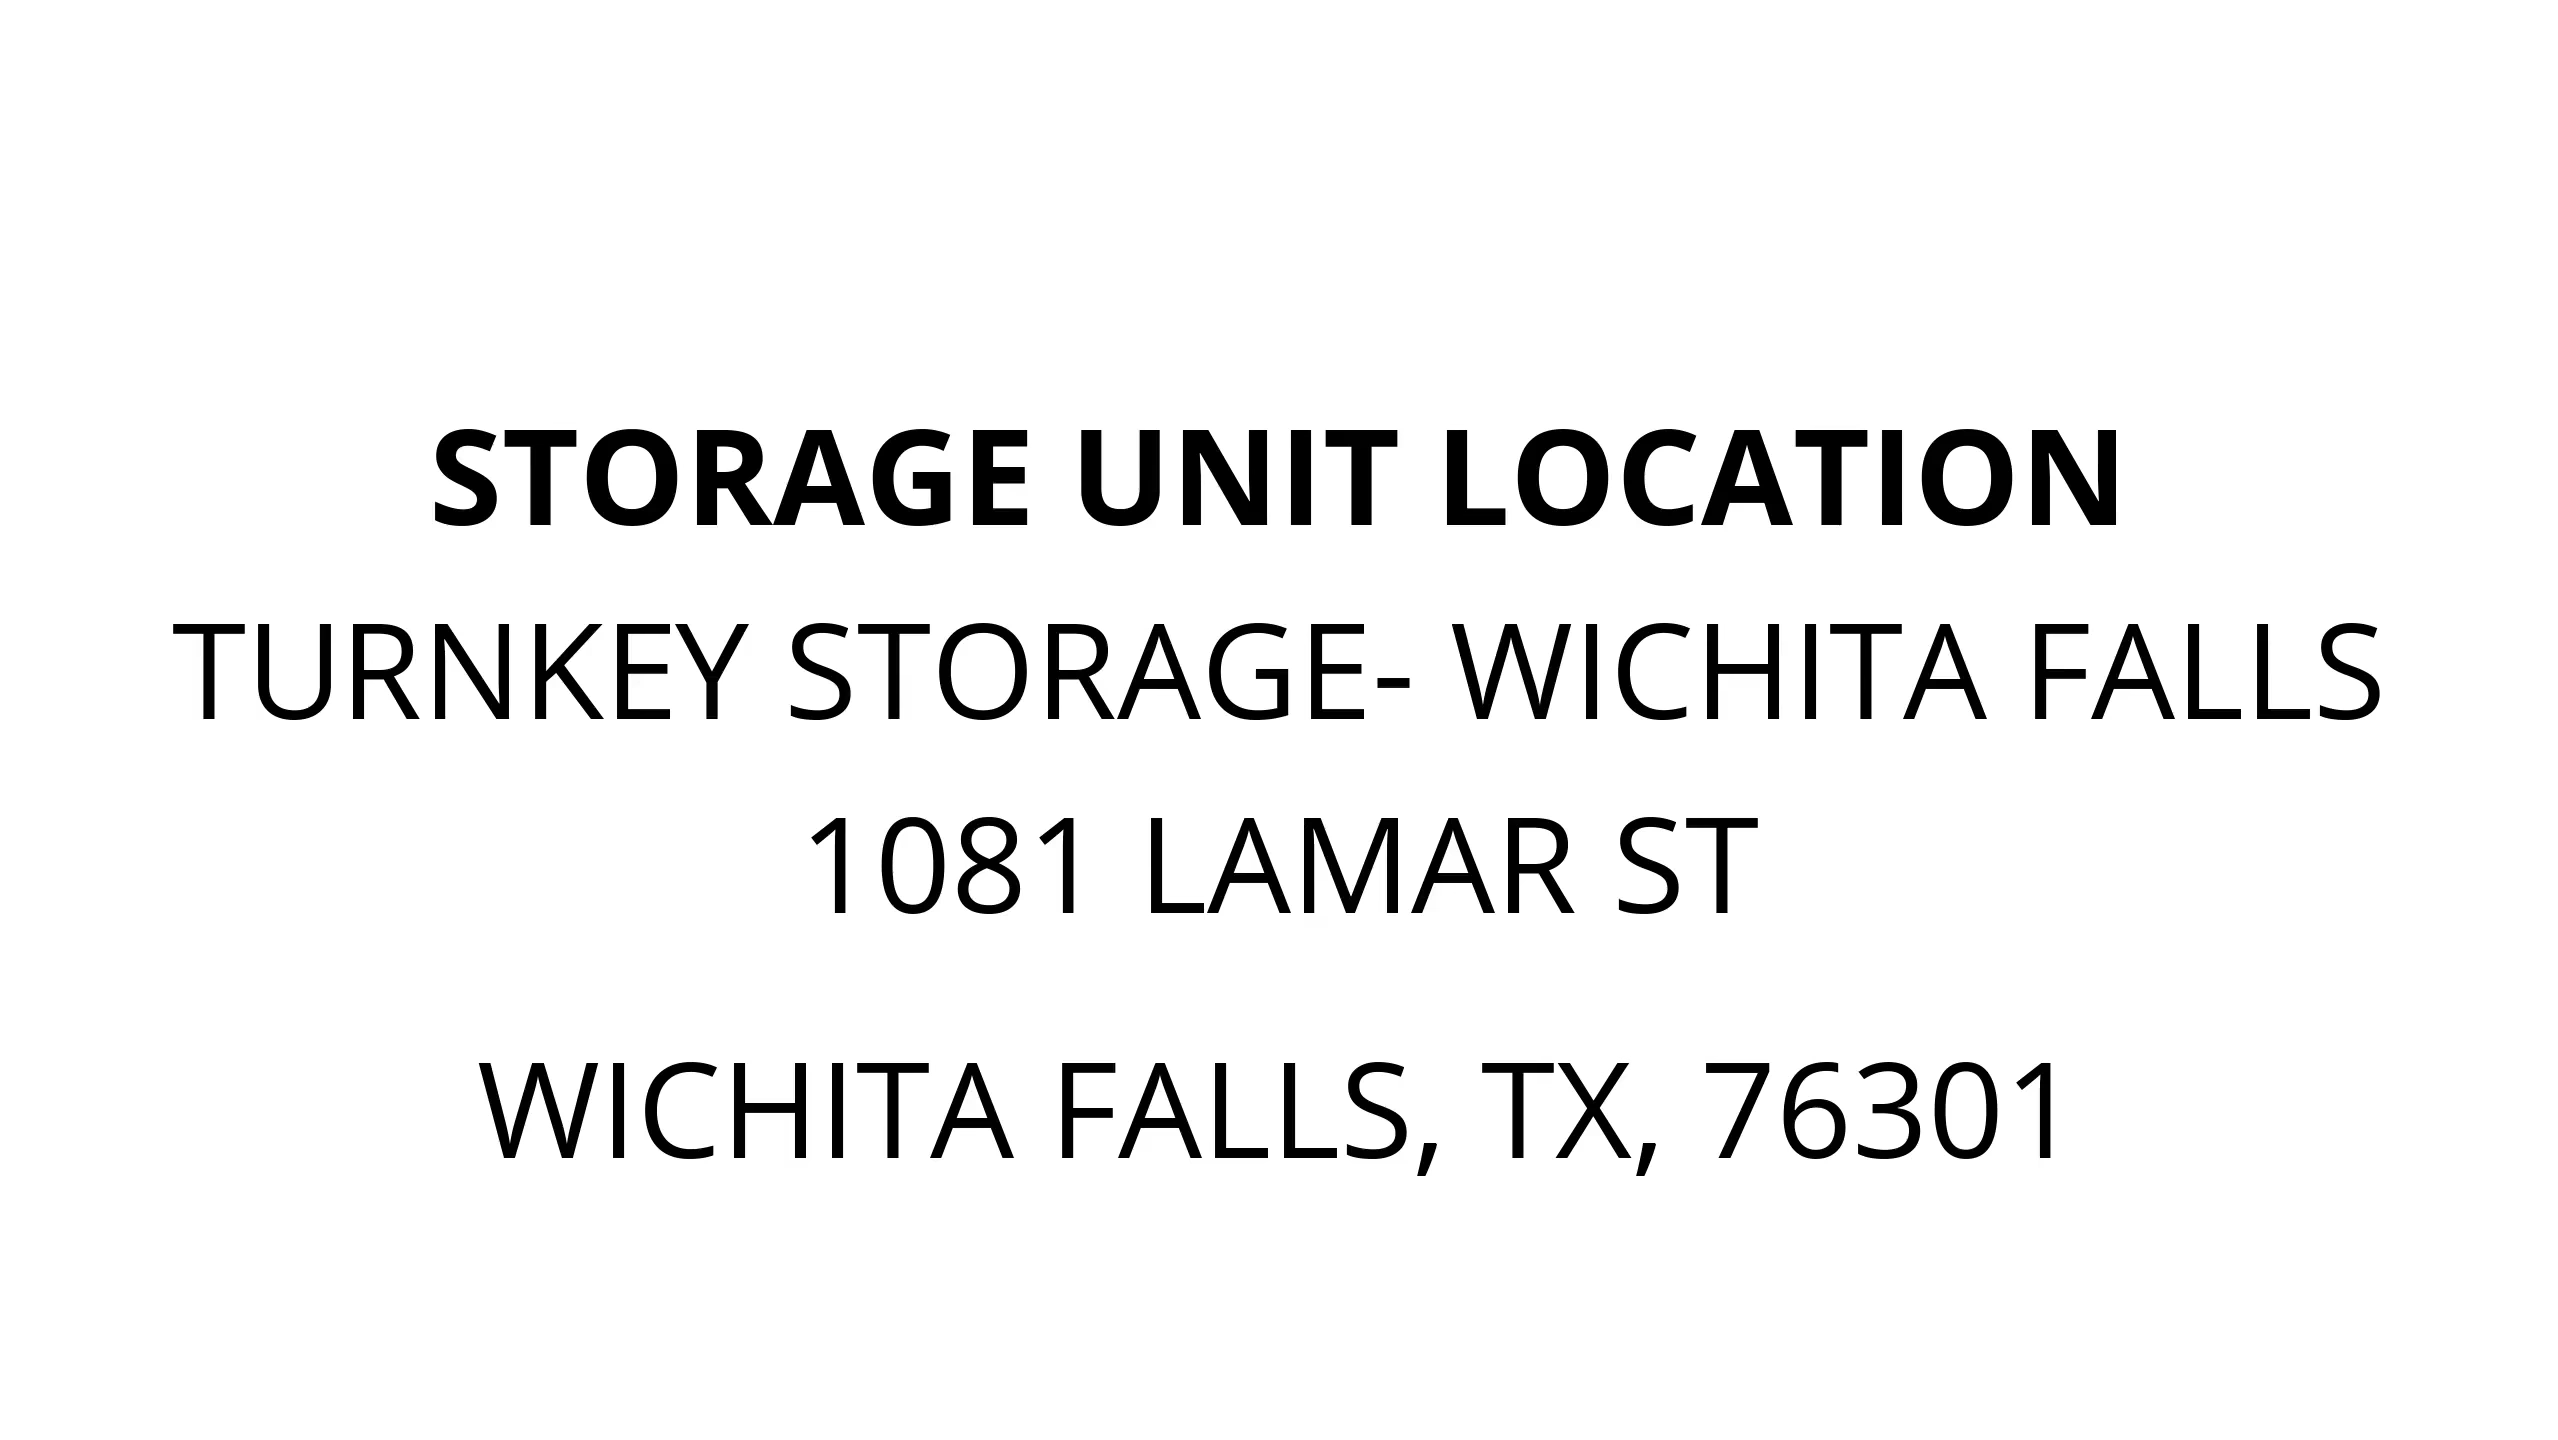 STORAGE UNIT LOCATION
TURNKEY STORAGE- WICHITA FALLS
1081 LAMAR ST
WICHITA FALLS, TX, 76301